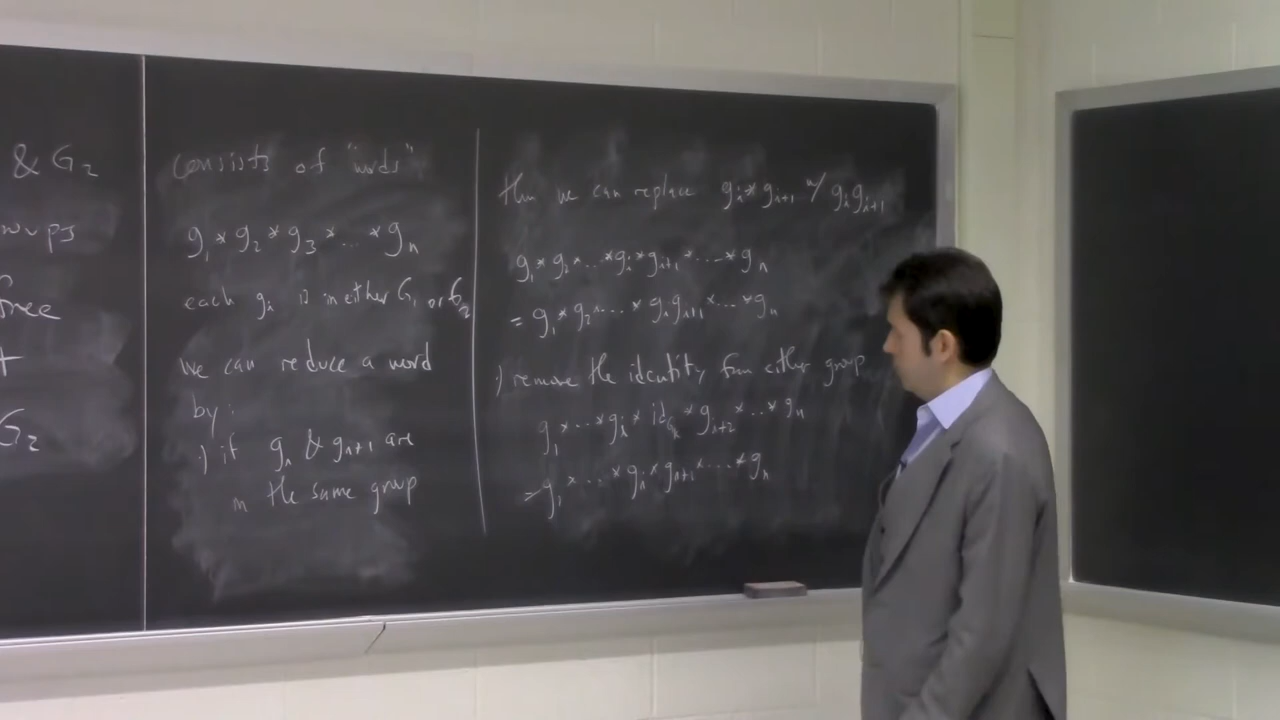 & G₂
free
G₂
consists of "words"
g₁ * g₂ * g₃ * ... * gₙ
each gᵢ is in either G₁ or G₂
we can reduce a word
by:
) if gᵢ & gᵢ₊₁ are
in the same group
then we can replace gᵢ * gᵢ₊₁ w/ gᵢgᵢ₊₁
g₁ * g₂ * ... * gᵢ * gᵢ₊₁ * ... * gₙ
= g₁ * g₂ * ... * gᵢgᵢ₊₁ * ... * gₙ
) remove the identity from either group
g₁ * ... * gᵢ * id * gᵢ₊₂ * ... * gₙ
= g₁ * ... * gᵢ * gᵢ₊₂ * ... * gₙ